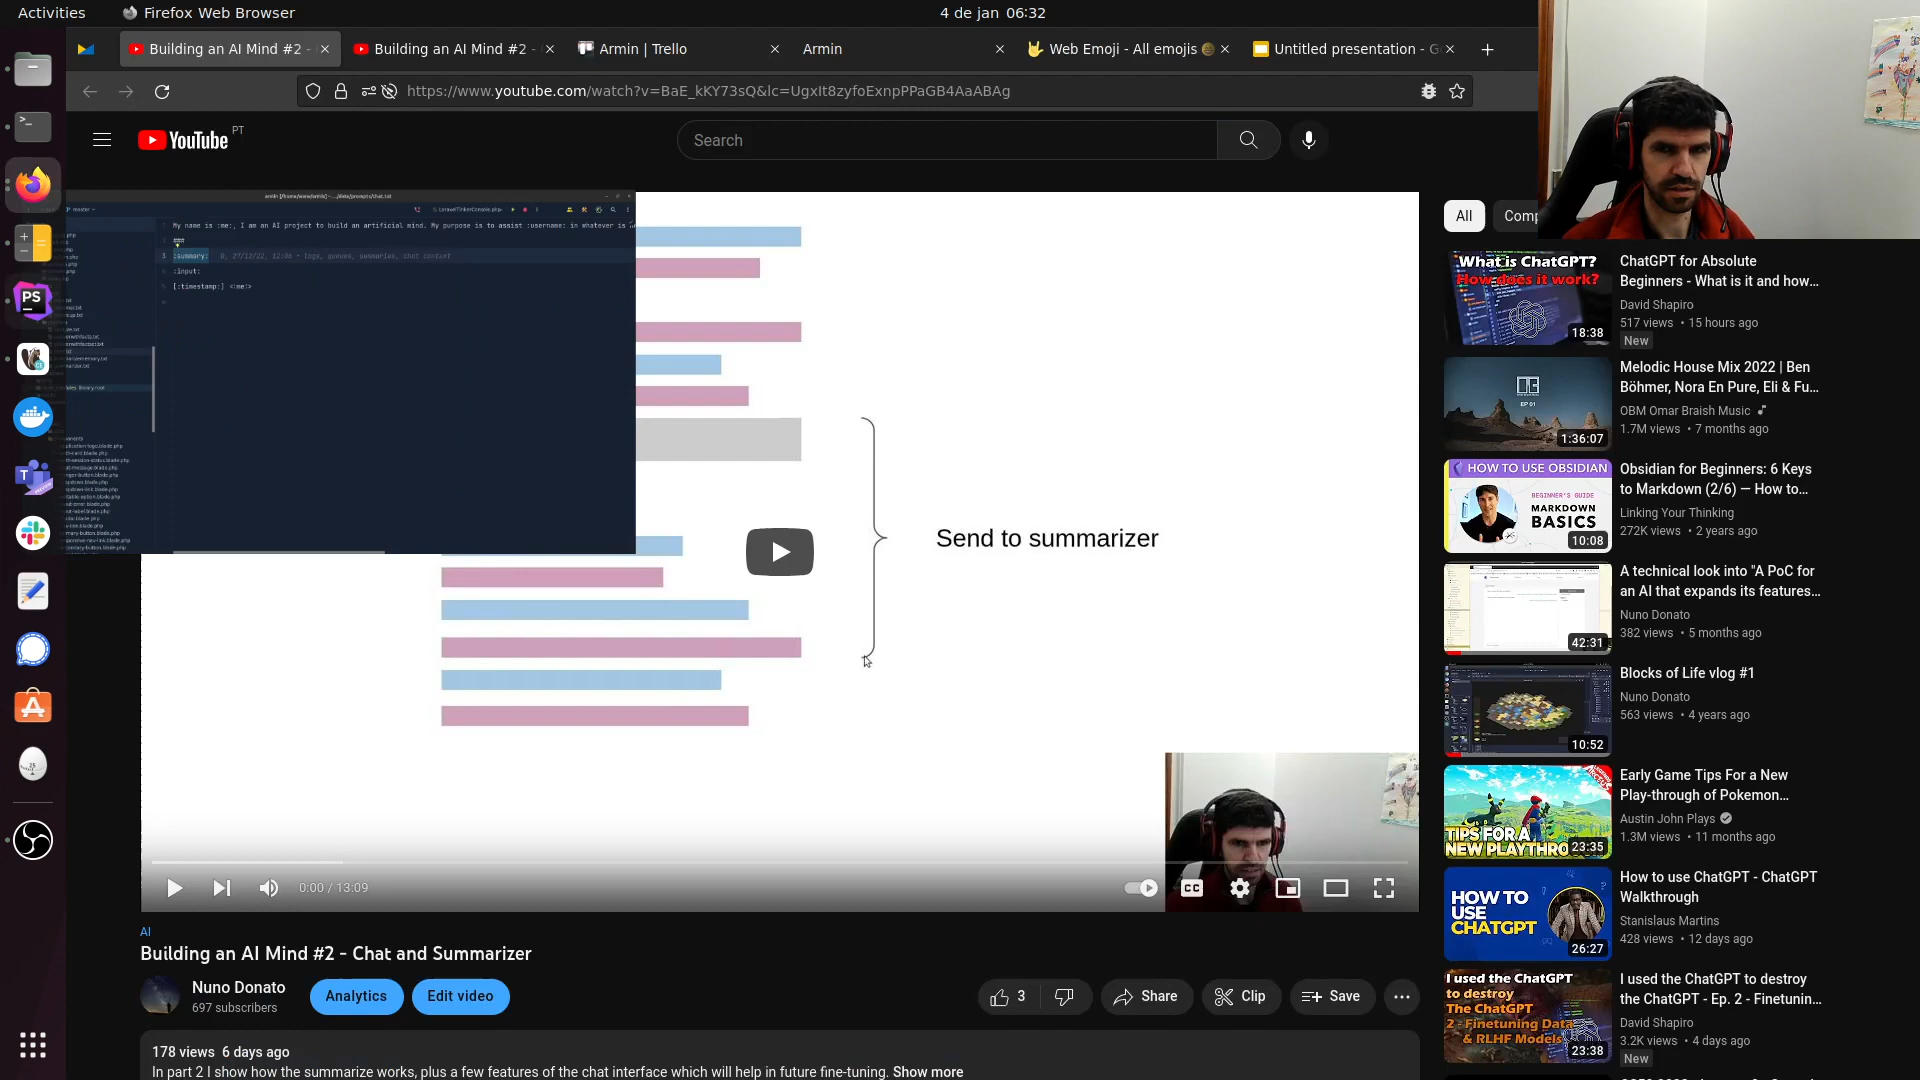 Activities
Firefox Web Browser
4 de jan 06:32
Building an AI Mind #2 -
Building an AI Mind #2 -
Armin | Trello
Armin
Web Emoji - All emojis
Untitled presentation - G
https://www.youtube.com/watch?v=BaE_kKY73sQ&lc=UgxIt8zyfoExnpPPaGB4AaABAg
YouTube
PT
Search
master
My name is :me:, I am an AI project to build an artificial mind. My purpose is to assist :username: in whatever is
###
:summary:
:input:
[:timestamp:] <:me:>
Send to summarizer
0:00 / 13:09
CC
AI
Building an AI Mind #2 - Chat and Summarizer
Nuno Donato
697 subscribers
Analytics
Edit video
3
Share
Clip
Save
178 views 6 days ago
In part 2 I show how the summarize works, plus a few features of the chat interface which will help in future fine-tuning. Show more
All
Comp
What is ChatGPT?
How does it work?
18:38
ChatGPT for Absolute
Beginners - What is it and how...
David Shapiro
517 views • 15 hours ago
New
EP 01
1:36:07
Melodic House Mix 2022 | Ben
Böhmer, Nora En Pure, Eli & Fu...
OBM Omar Braish Music
1.7M views • 7 months ago
HOW TO USE OBSIDIAN
BEGINNER'S GUIDE
MARKDOWN
BASICS
10:08
Obsidian for Beginners: 6 Keys
to Markdown (2/6) — How to...
Linking Your Thinking
272K views • 2 years ago
42:31
A technical look into "A PoC for
an AI that expands its features...
Nuno Donato
382 views • 5 months ago
10:52
Blocks of Life vlog #1
Nuno Donato
563 views • 4 years ago
TIPS FOR A
NEW PLAYTHRO
23:35
Early Game Tips For a New
Play-through of Pokemon...
Austin John Plays
1.3M views • 11 months ago
HOW TO
USE
CHATGPT
26:27
How to use ChatGPT - ChatGPT
Walkthrough
Stanislaus Martins
428 views • 12 days ago
I used the ChatGPT
to destroy
The ChatGPT
2 - Finetuning Data
& RLHF Models
23:38
I used the ChatGPT to destroy
the ChatGPT - Ep. 2 - Finetunin...
David Shapiro
3.2K views • 4 days ago
New